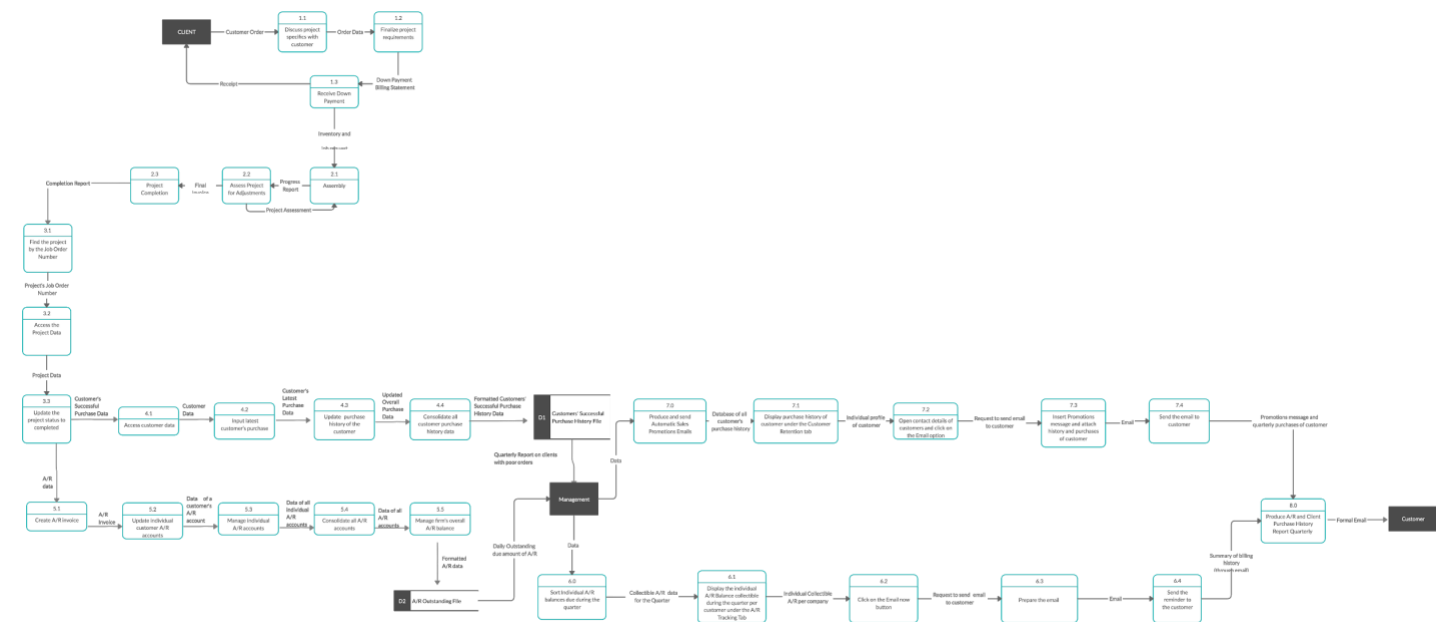 1.1
1.2
CLIENT
Customer Order
Discuss project
specifics with
customer
Order Data
Finalize project
requirements
1.3
Receive Down
Payment
Receipt
Down Payment
Billing Statement
Inventory and
2.3
Project
Completion
2.2
Assess Project
for Adjustments
2.1
Assembly
Completion Report
Final
Progress
Report
Project Assessment
3.1
Find the project
by the Job Order
Number
Project's Job Order
Number
3.2
Access the
Project Data
Project Data
3.3
Update the
project status to
completed
Customer's
Successful
Purchase Data
4.1
Access customer data
Customer
Data
4.2
Input latest
customer's purchase
Customer's
Latest
Purchase
Data
4.3
Update purchase
history of the
customer
Updated
Overall
Purchase
Data
4.4
Consolidate all
customer purchase
history data
Formatted Customers'
Successful Purchase
History Data
D1
Customers' Successful
Purchase History File
7.0
Produce and send
Automatic Sales
Promotions Emails
Database of all
customer's
purchase history
7.1
Display purchase history of
customer under the Customer
Retention tab
Individual profile
of customer
7.2
Open contact details of
customers and click on
the Email option
Request to send email
to customer
7.3
Insert Promotions
message and attach
history and purchases
of customer
Email
7.4
Send the email to
customer
Promotions message and
quarterly purchases of customer
Quarterly Report on clients
with poor orders
Data
Management
A/R
data
5.1
Create A/R Invoice
A/R
Invoice
5.2
Update Individual
customer A/R
accounts
Data of a
customer's
A/R
account
5.3
Manage Individual
A/R accounts
Data of all
Individual
A/R
accounts
5.4
Consolidate all A/R
accounts
Data of all
A/R
accounts
5.5
Manage firm's overall
A/R balance
Formatted
A/R data
D2
A/R Outstanding File
Daily Outstanding
due amount of A/R
Data
6.0
Sort Individual A/R
balances due during the
quarter
Collectible A/R data
for the Quarter
6.1
Display the individual
A/R Balance collectible
during the quarter per
customer under the A/R
Tracking Tab
Individual Collectible
A/R per company
6.2
Click on the Email now
button
Request to send email
to customer
6.3
Prepare the email
Email
6.4
Send the
reminder to
the customer
Summary of billing
history
(through email)
8.0
Produce A/R and Client
Purchase History
Report Quarterly
Formal Email
Customer